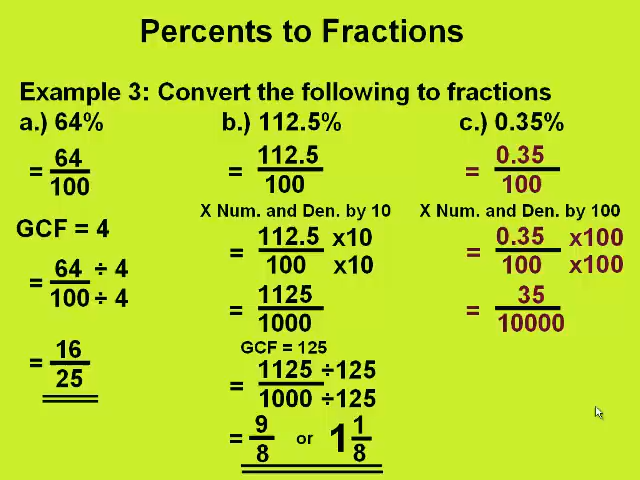 Percents to Fractions
Example 3: Convert the following to fractions
a.) 64%
= 64/100
GCF = 4
= 64 ÷ 4 / 100 ÷ 4
= 16/25
b.) 112.5%
= 112.5/100
X Num. and Den. by 10
= 112.5 x10 / 100 x10
= 1125/1000
GCF = 125
= 1125 ÷125 / 1000 ÷125
= 9/8 or 1 1/8
c.) 0.35%
= 0.35/100
X Num. and Den. by 100
= 0.35 x100 / 100 x100
= 35/10000